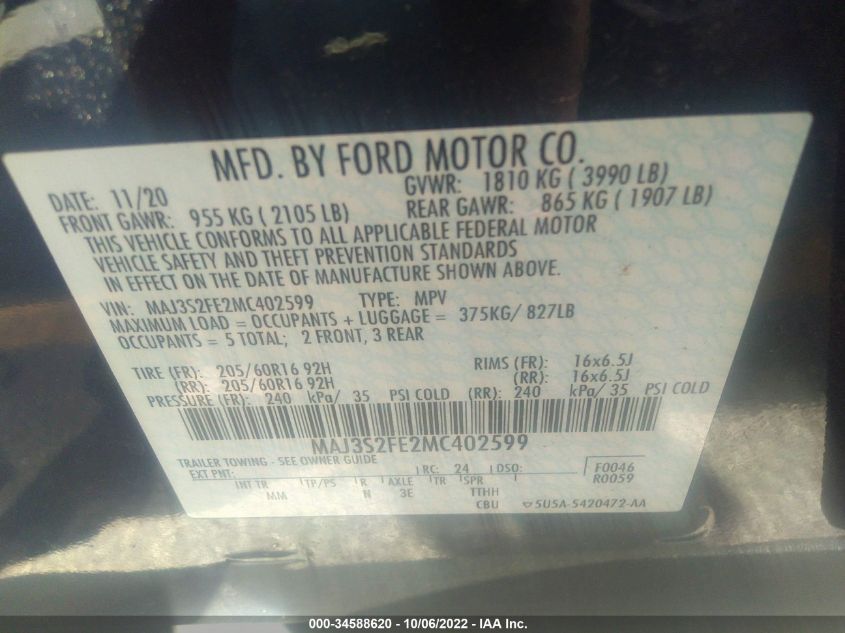 MFD. BY FORD MOTOR CO.
DATE: 11/20 GVWR: 1810 KG ( 3990 LB)
FRONT GAWR: 955 KG ( 2105 LB) REAR GAWR: 865 KG ( 1907 LB)
THIS VEHICLE CONFORMS TO ALL APPLICABLE FEDERAL MOTOR
VEHICLE SAFETY AND THEFT PREVENTION STANDARDS
IN EFFECT ON THE DATE OF MANUFACTURE SHOWN ABOVE.
VIN: MAJ3S2FE2MC402599 TYPE: MPV
MAXIMUM LOAD = OCCUPANTS + LUGGAGE = 375KG/ 827LB
OCCUPANTS = 5 TOTAL; 2 FRONT, 3 REAR
TIRE (FR): 205/60R16 92H RIMS (FR): 16x6.5J
(RR): 205/60R16 92H (RR): 16x6.5J
PRESSURE (FR): 240 kPa/ 35 PSI COLD (RR): 240 kPa/ 35 PSI COLD
MAJ3S2FE2MC402599
TRAILER TOWING - SEE OWNER GUIDE
EXT PNT: RC: 24 DSO: F0046
R0059
INT TR TP/PS R AXLE TR SPR
MM N 3E TTHH
CBU 5U5A-5420472-AA
000-34588620 - 10/06/2022 - IAA Inc.